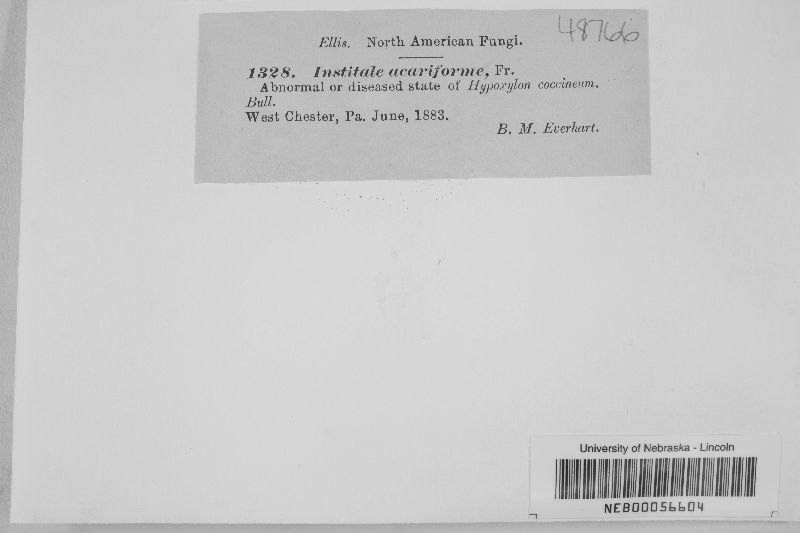 48766
Ellis. North American Fungi.
1328. Institale acariforme, Fr.
Abnormal or diseased state of Hypoxylon coccineum.
Bull.
West Chester, Pa. June, 1883.
B. M. Everhart.
University of Nebraska - Lincoln
NEB00056604